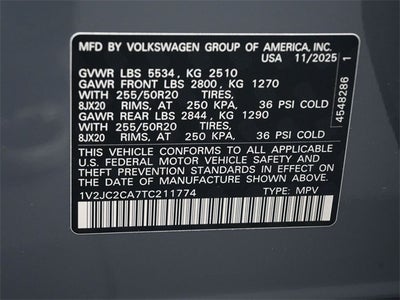 MFD BY VOLKSWAGEN GROUP OF AMERICA, INC.
USA 11/2025
GVWR LBS 5534, KG 2510
GAWR FRONT LBS 2800, KG 1270
WITH 255/50R20 TIRES,
8JX20 RIMS, AT 250 KPA, 36 PSI COLD
GAWR REAR LBS 2844, KG 1290
WITH 255/50R20 TIRES,
8JX20 RIMS, AT 250 KPA, 36 PSI COLD
THIS VEHICLE CONFORMS TO ALL APPLICABLE
U.S. FEDERAL MOTOR VEHICLE SAFETY AND
THEFT PREVENTION STANDARDS IN EFFECT ON
THE DATE OF MANUFACTURE SHOWN ABOVE.
1V2JC2CA7TC211774 TYPE: MPV
4548286 1